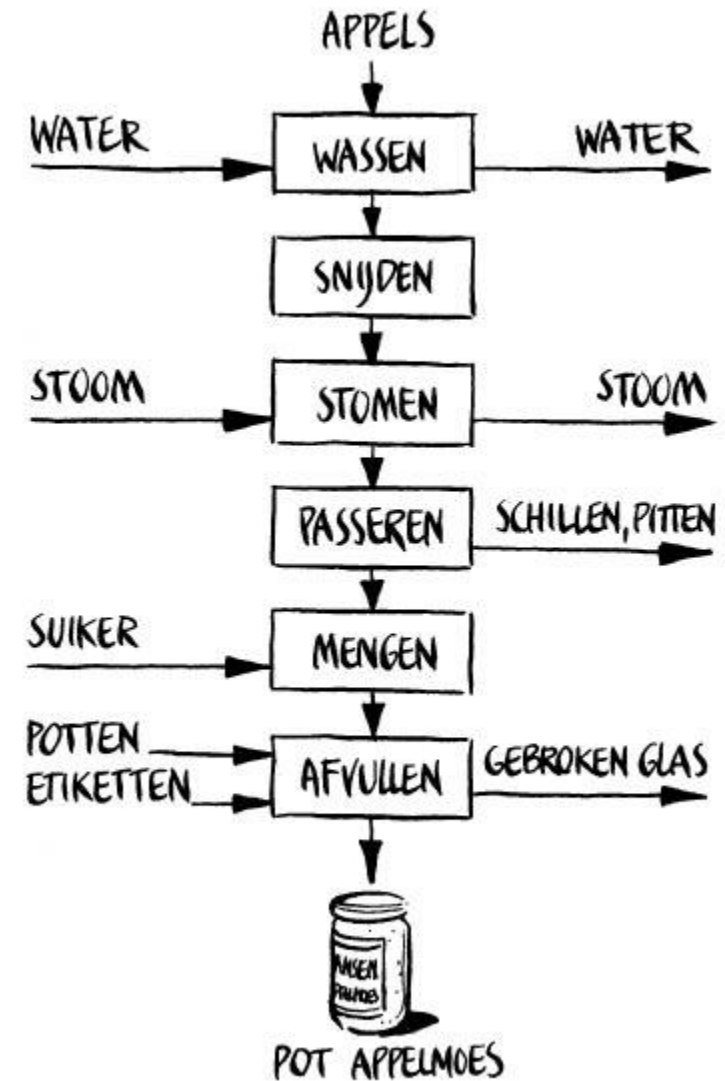 APPELS
WATER
WASSEN
WATER
SNIJDEN
STOOM
STOMEN
STOOM
PASSEREN
SCHILLEN, PITTEN
SUIKER
MENGEN
POTTEN
ETIKETTEN
AFVULLEN
GEBROKEN GLAS
POT APPELMOES